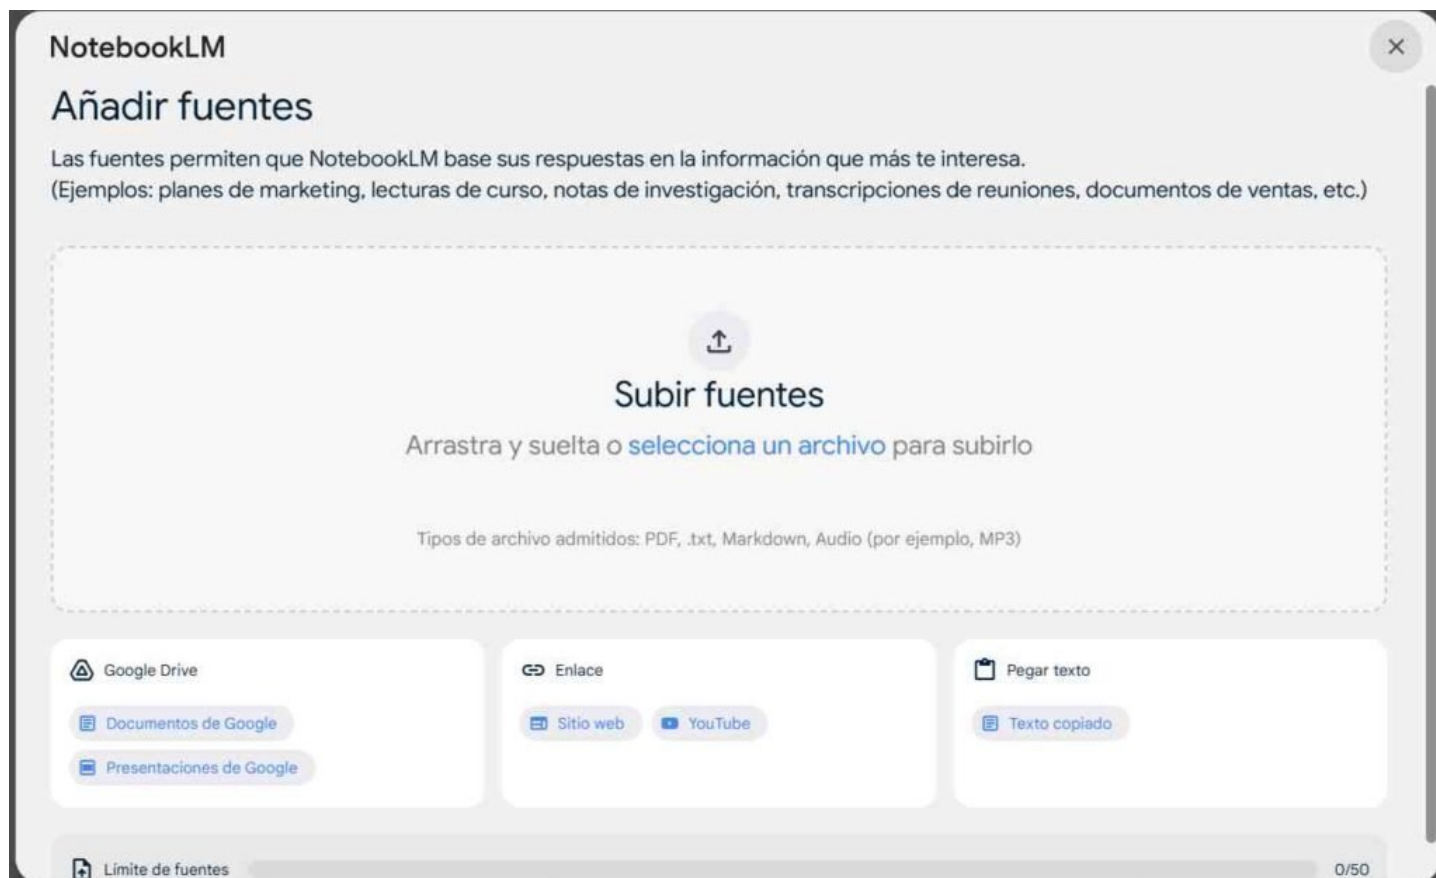 NotebookLM
Añadir fuentes
Las fuentes permiten que NotebookLM base sus respuestas en la información que más te interesa.
(Ejemplos: planes de marketing, lecturas de curso, notas de investigación, transcripciones de reuniones, documentos de ventas, etc.)
Subir fuentes
Arrastra y suelta o selecciona un archivo para subirlo
Tipos de archivo admitidos: PDF, .txt, Markdown, Audio (por ejemplo, MP3)
Google Drive
Documentos de Google
Presentaciones de Google
Enlace
Sitio web
YouTube
Pegar texto
Texto copiado
Límite de fuentes
0/50